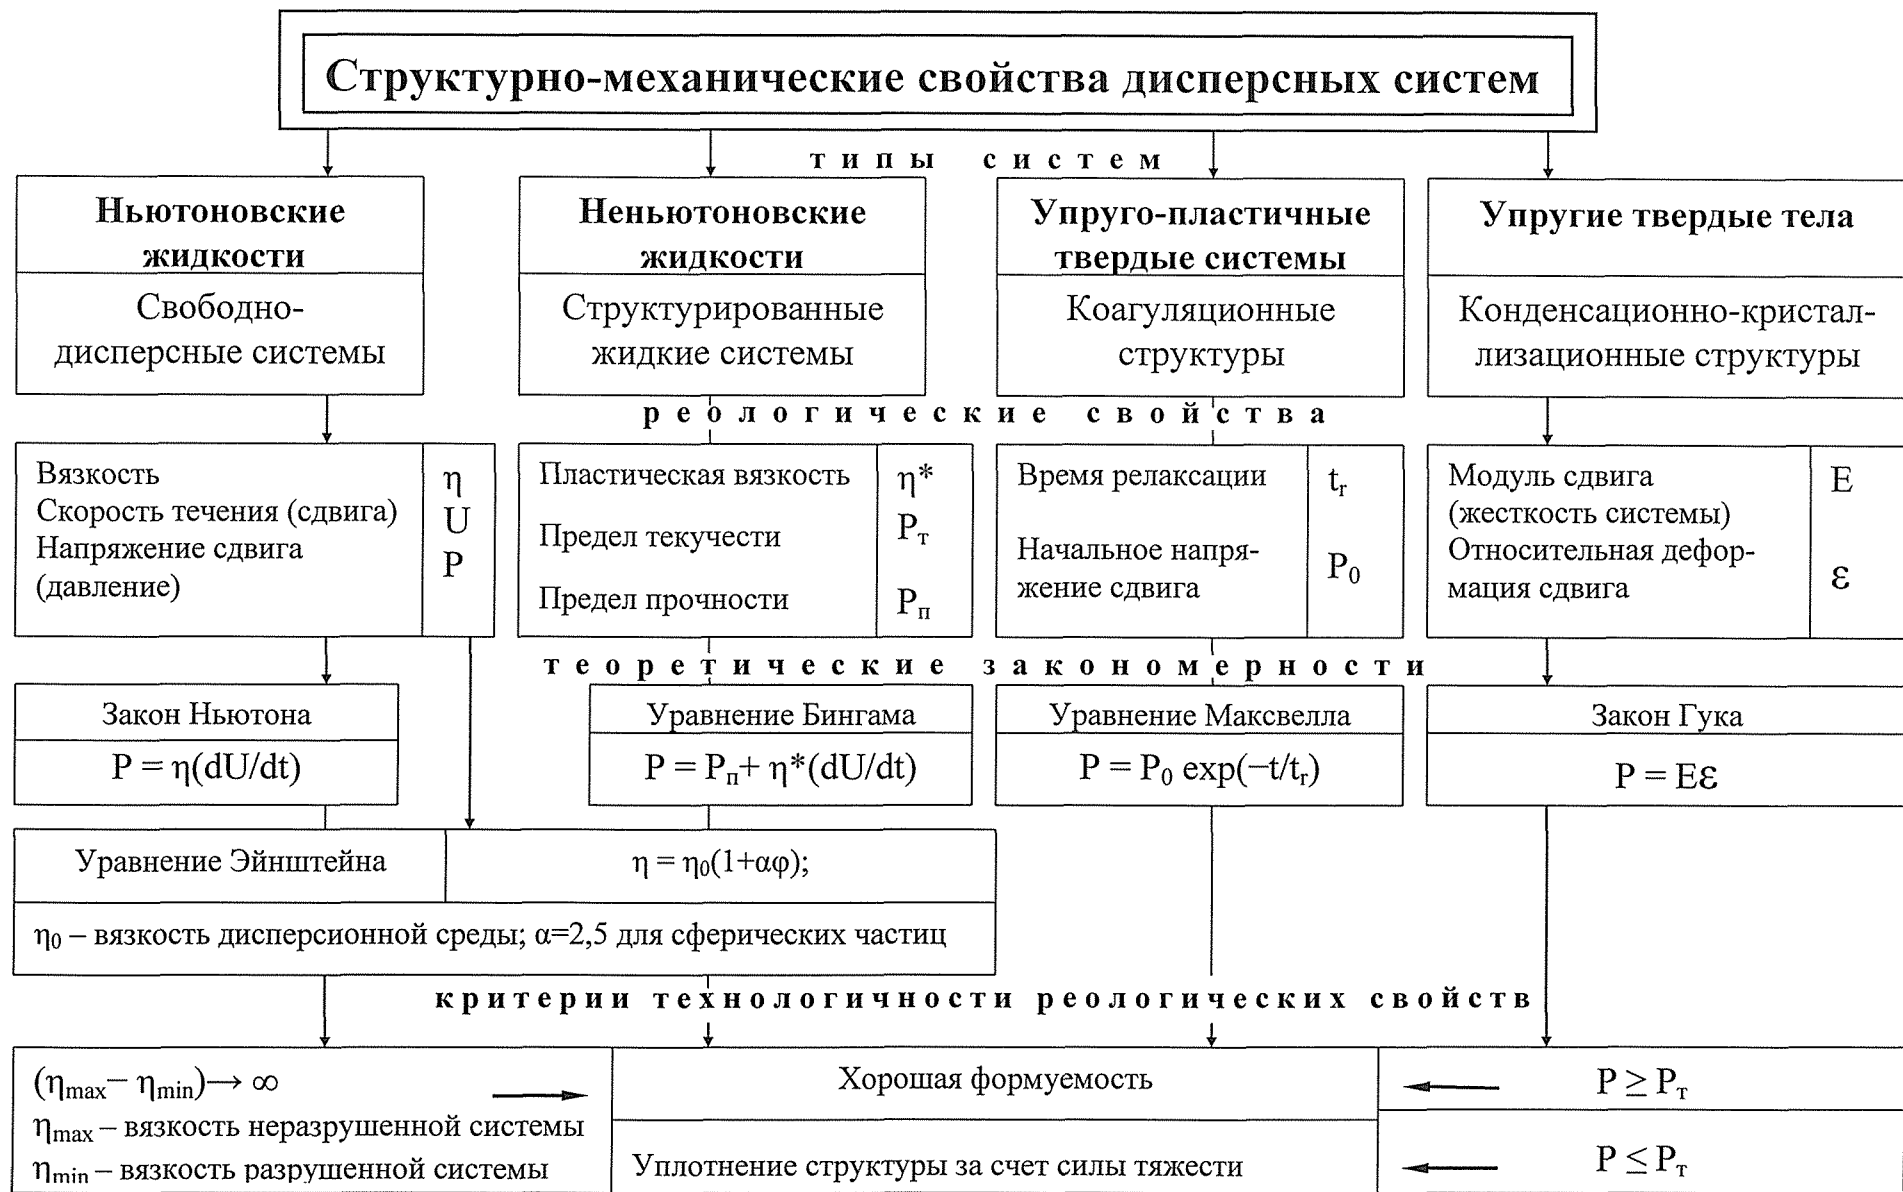 Структурно-механические свойства дисперсных систем
типы систем
Ньютоновские
жидкости
Свободно-
дисперсные системы
Неньютоновские
жидкости
Структурированные
жидкие системы
Упруго-пластичные
твердые системы
Коагуляционные
структуры
Упругие твердые тела
Конденсационно-кристал-
лизационные структуры
реологические свойства
Вязкость η
Скорость течения (сдвига) U
Напряжение сдвига P
(давление)
Пластическая вязкость η*
Предел текучести Pт
Предел прочности Pп
Время релаксации tr
Начальное напря-
жение сдвига P0
Модуль сдвига E
(жесткость системы)
Относительная дефор-
мация сдвига ε
теоретические закономерности
Закон Ньютона
P = η(dU/dt)
Уравнение Бингама
P = Pп+ η*(dU/dt)
Уравнение Максвелла
P = P0 exp(−t/tr)
Закон Гука
P = Eε
Уравнение Эйнштейна
η = η0(1+αφ);
η0 – вязкость дисперсионной среды; α=2,5 для сферических частиц
критерии технологичности реологических свойств
(ηmax– ηmin)→ ∞
ηmax – вязкость неразрушенной системы
ηmin – вязкость разрушенной системы
Хорошая формуемость
Уплотнение структуры за счет силы тяжести
P ≥ Pт
P ≤ Pт